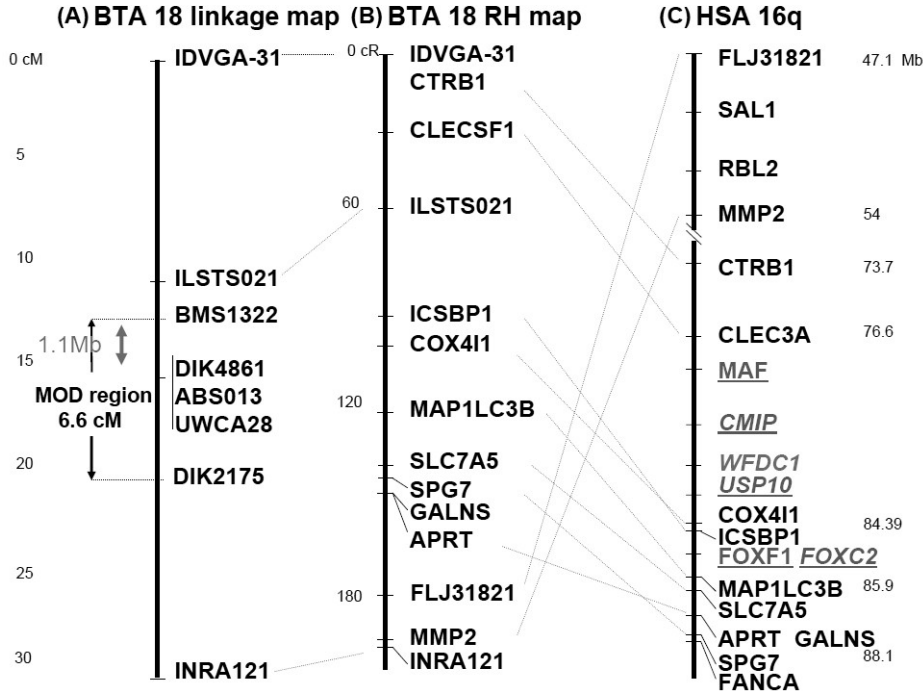 (A) BTA 18 linkage map
0 cM
IDVGA-31
5
10
ILSTS021
BMS1322
1.1Mb
15
DIK4861
MOD region
ABS013
6.6 cM
UWCA28
20
DIK2175
25
30
INRA121
(B) BTA 18 RH map
0 cR
IDVGA-31
CTRB1
CLECSF1
60
ILSTS021
ICSBP1
COX4I1
120
MAP1LC3B
SLC7A5
SPG7
GALNS
APRT
180
FLJ31821
MMP2
INRA121
(C) HSA 16q
FLJ31821 47.1 Mb
SAL1
RBL2
MMP2 54
CTRB1 73.7
CLEC3A 76.6
MAF
CMIP
WFDC1
USP10
COX4I1 84.39
ICSBP1
FOXF1 FOXC2
MAP1LC3B 85.9
SLC7A5
APRT GALNS
SPG7 88.1
FANCA